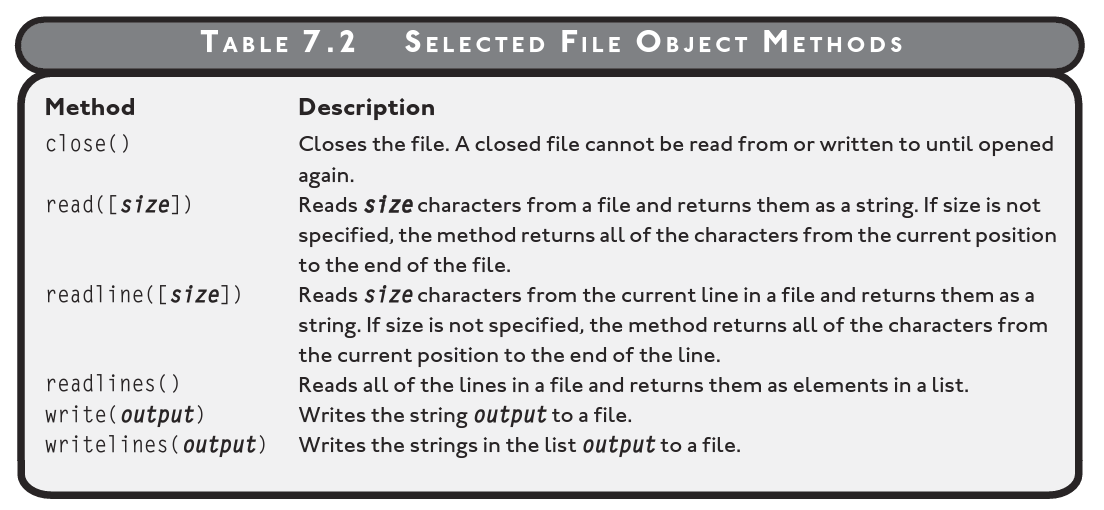 TABLE 7.2 SELECTED FILE OBJECT METHODS
Method Description
close() Closes the file. A closed file cannot be read from or written to until opened
again.
read([size]) Reads size characters from a file and returns them as a string. If size is not
specified, the method returns all of the characters from the current position
to the end of the file.
readline([size]) Reads size characters from the current line in a file and returns them as a
string. If size is not specified, the method returns all of the characters from
the current position to the end of the line.
readlines() Reads all of the lines in a file and returns them as elements in a list.
write(output) Writes the string output to a file.
writelines(output) Writes the strings in the list output to a file.